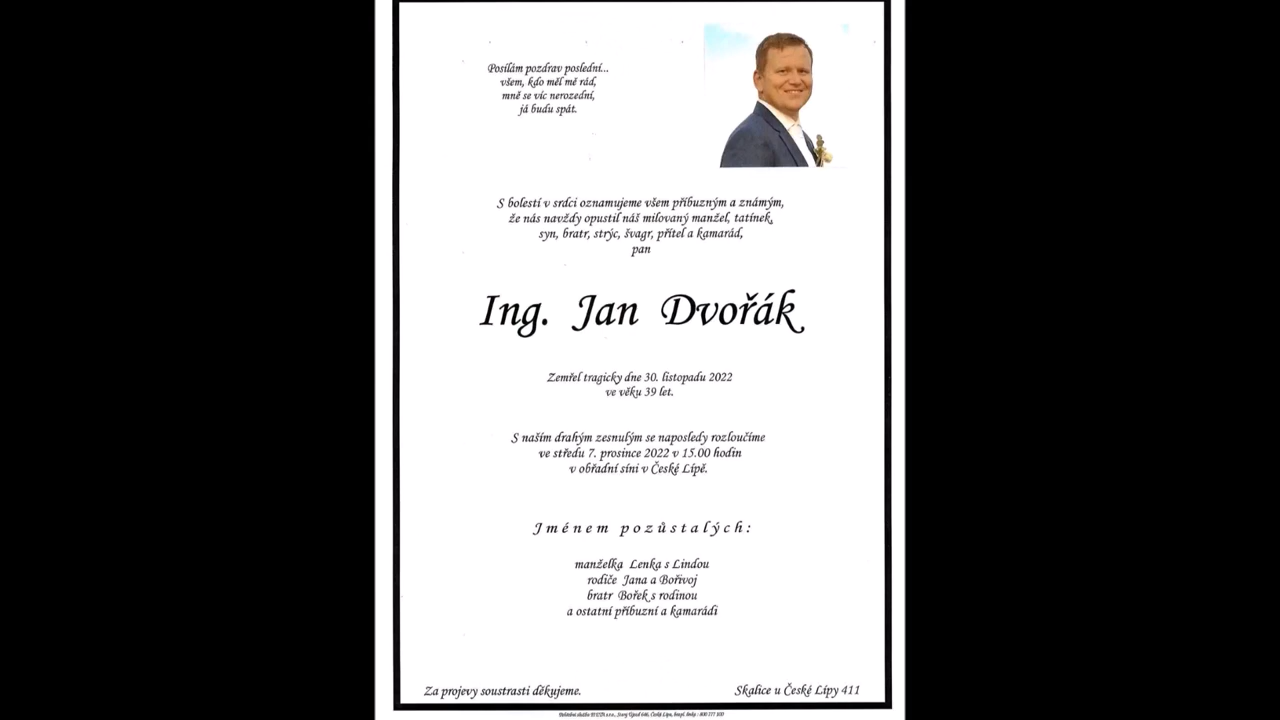 Posílám pozdrav poslední...
všem, kdo měl mě rád,
mně se víc nerozední,
já budu spát.
S bolestí v srdci oznamujeme všem příbuzným a známým,
že nás navždy opustil náš milovaný manžel, tatínek,
syn, bratr, strýc, švagr, přítel a kamarád,
pan
Ing. Jan Dvořák
Zemřel tragicky dne 30. listopadu 2022
ve věku 39 let.
S naším drahým zesnulým se naposledy rozloučíme
ve středu 7. prosince 2022 v 15.00 hodin
v obřadní síni v České Lípě.
Jménem pozůstalých:
manželka Lenka s Lindou
rodiče Jana a Bořivoj
bratr Bořek s rodinou
a ostatní příbuzní a kamarádi
Za projevy soustrasti děkujeme.
Skalice u České Lípy 411